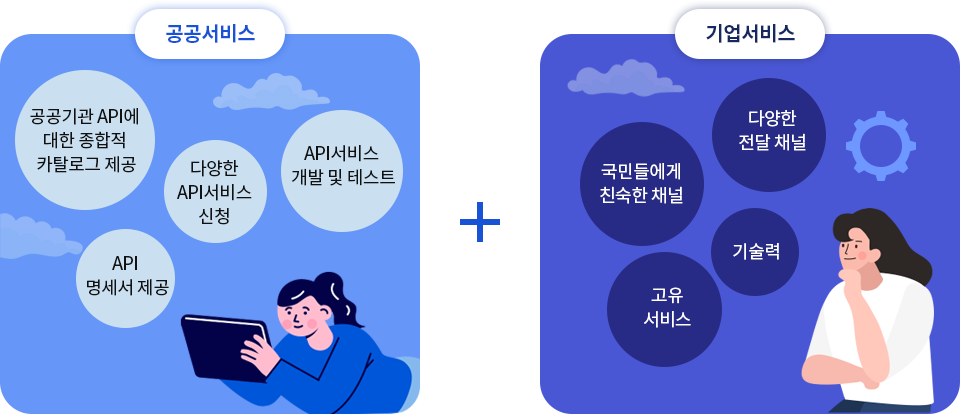 공공서비스
공공기관 API에
대한 종합적
카탈로그 제공
다양한
API서비스
신청
API서비스
개발 및 테스트
API
명세서 제공
기업서비스
다양한
전달 채널
국민들에게
친숙한 채널
기술력
고유
서비스